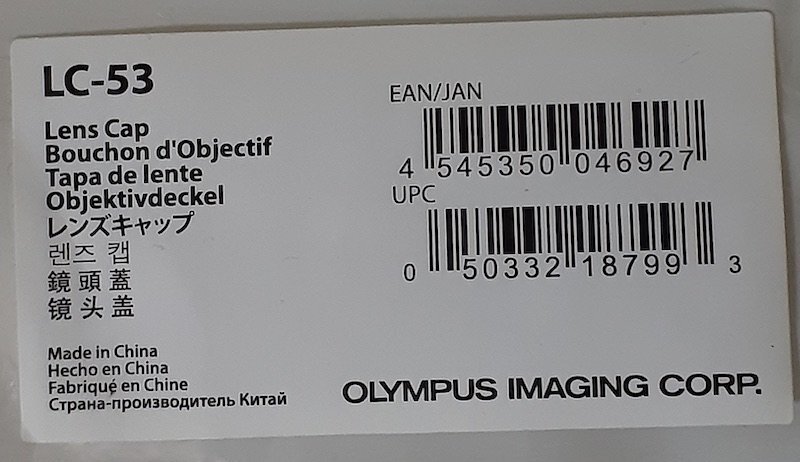 LC-53
Lens Cap
Bouchon d'Objectif
Tapa de lente
Objektivdeckel
レンズキャップ
렌즈 캡
鏡頭蓋
镜头盖
Made in China
Hecho en China
Fabriqué en Chine
Страна-производитель Китай
EAN/JAN
4 545350 046927
UPC
0 50332 18799 3
OLYMPUS IMAGING CORP.